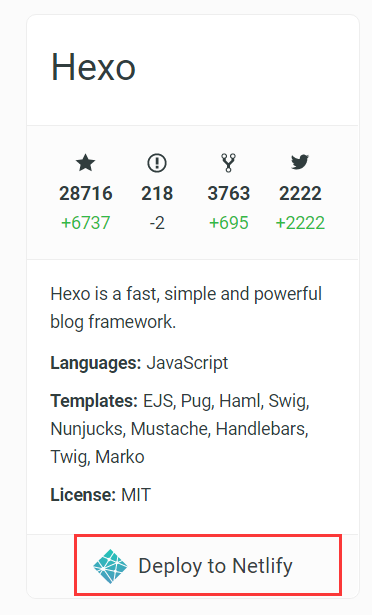 Hexo
28716 218 3763 2222
+6737 -2 +695 +2222
Hexo is a fast, simple and powerful
blog framework.
Languages: JavaScript
Templates: EJS, Pug, Haml, Swig,
Nunjucks, Mustache, Handlebars,
Twig, Marko
License: MIT
Deploy to Netlify